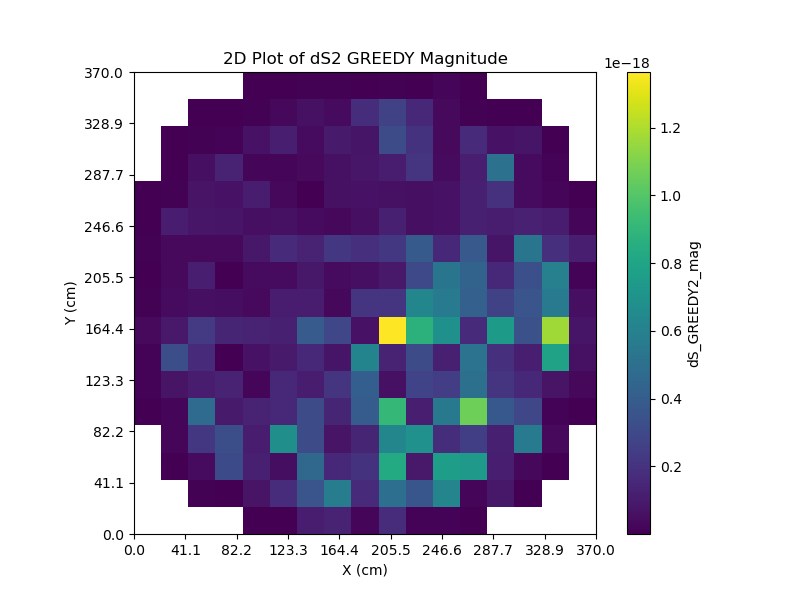 2D Plot of dS2 GREEDY Magnitude
1e−18
370.0
328.9
287.7
246.6
205.5
164.4
123.3
82.2
41.1
0.0
Y (cm)
0.0 41.1 82.2 123.3 164.4 205.5 246.6 287.7 328.9 370.0
X (cm)
1.2
1.0
0.8
0.6
0.4
0.2
dS_GREEDY2_mag